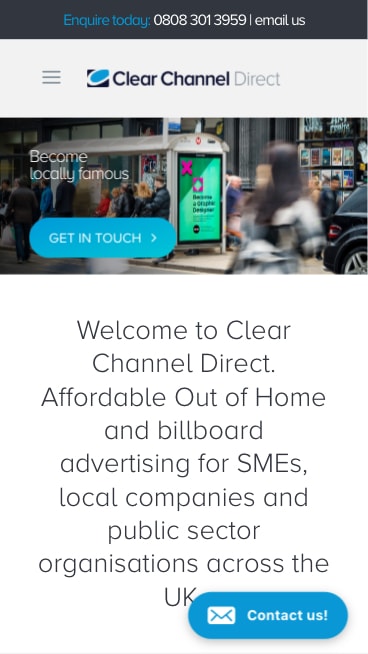 Enquire today: 0808 301 3959 | email us
Clear Channel Direct
Become
locally famous
Become
a Graphic
Designer
GET IN TOUCH >
Welcome to Clear
Channel Direct.
Affordable Out of Home
and billboard
advertising for SMEs,
local companies and
public sector
organisations across the
UK
Contact us!